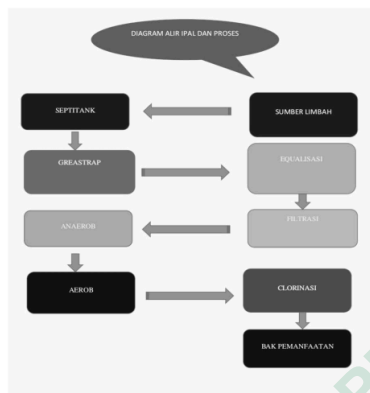 DIAGRAM ALIR IPAL DAN PROSES
SEPTITANK
SUMBER LIMBAH
GREASTRAP
EQUALISASI
ANAEROB
FILTRASI
AEROB
CLORINASI
BAK PEMANFAATAN